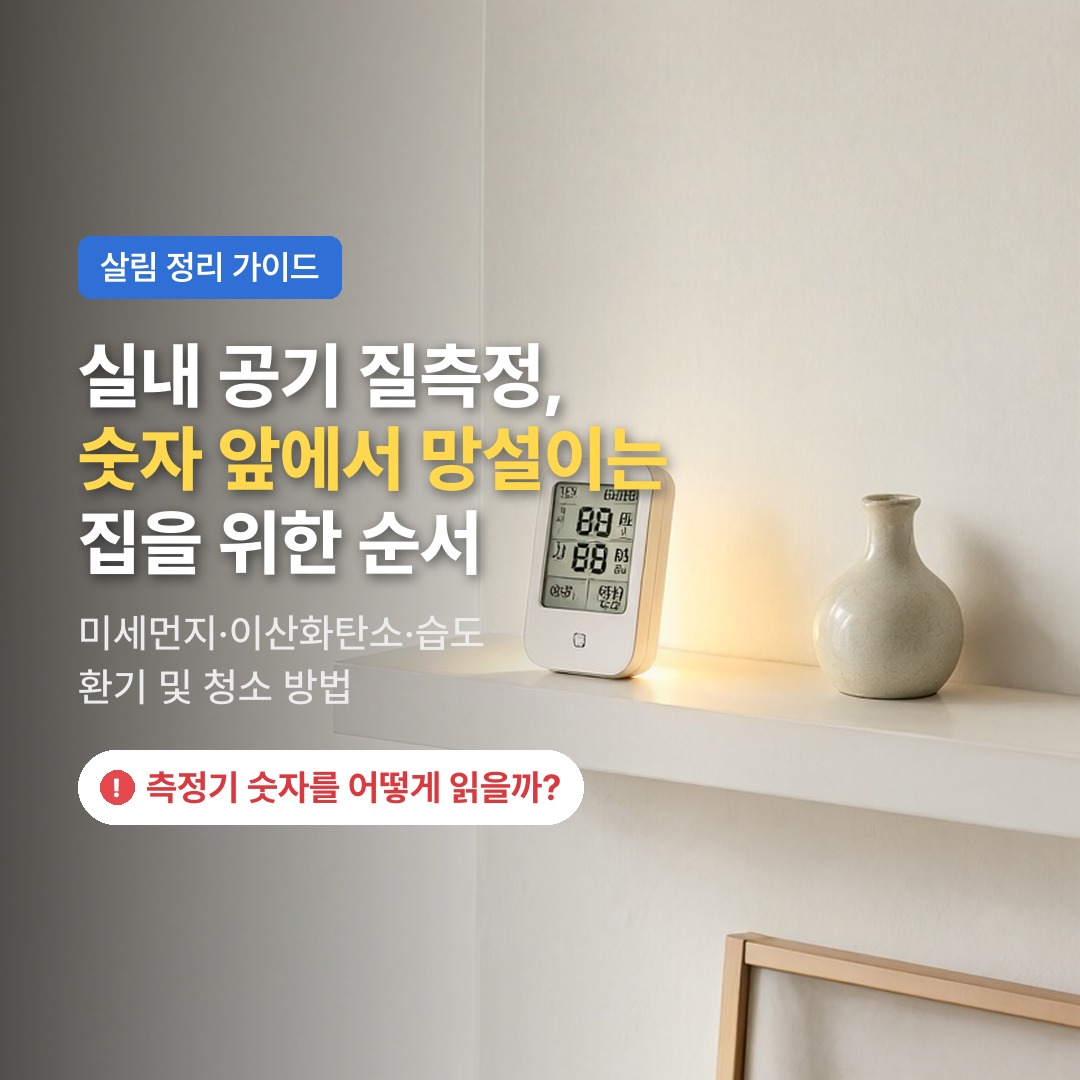 살림 정리 가이드
실내 공기 질측정,
숫자 앞에서 망설이는
집을 위한 순서
미세먼지·이산화탄소·습도
환기 및 청소 방법
! 측정기 숫자를 어떻게 읽을까?
88
88